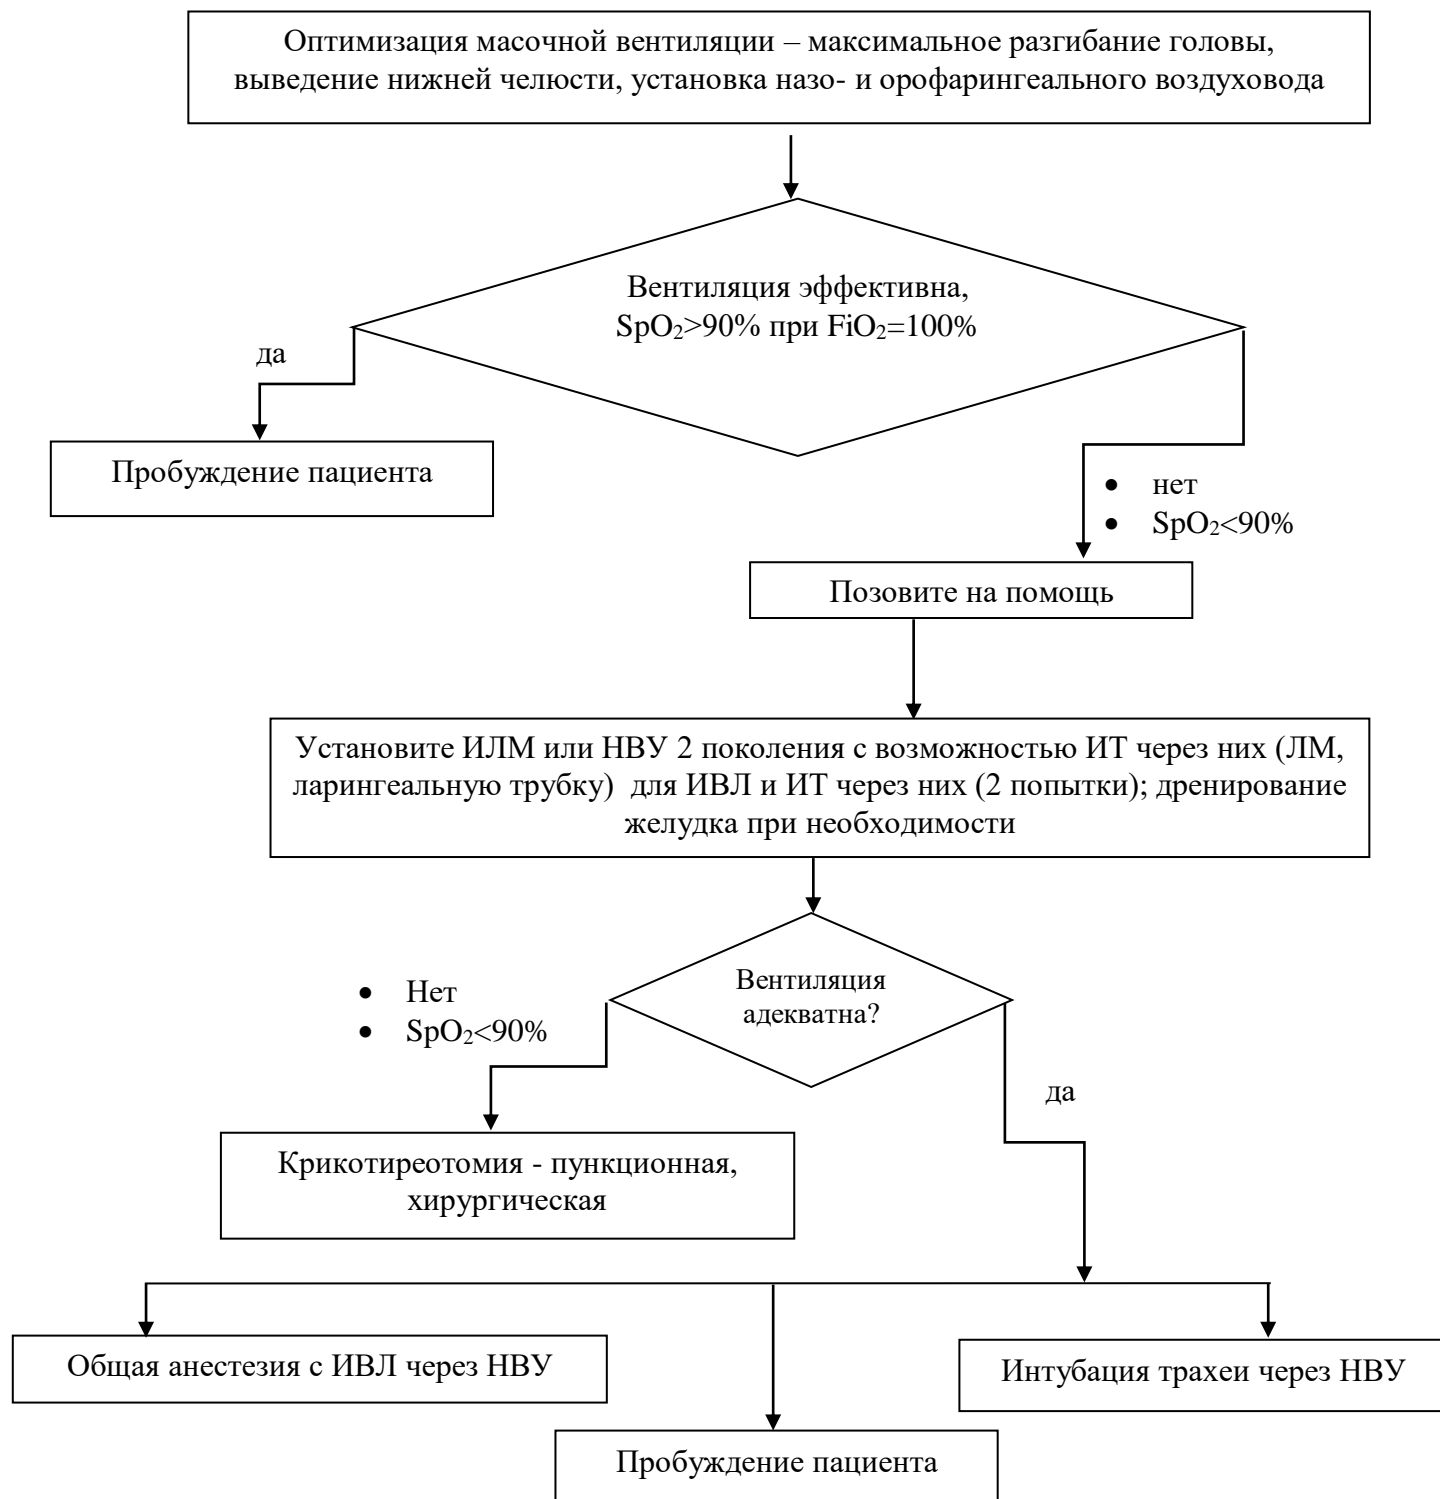 Оптимизация масочной вентиляции – максимальное разгибание головы,
выведение нижней челюсти, установка назо- и орофарингеального воздуховода
Вентиляция эффективна,
SpO₂>90% при FiO₂=100%
да
Пробуждение пациента
• нет
• SpO₂<90%
Позовите на помощь
Установите ИЛМ или НВУ 2 поколения с возможностью ИТ через них (ЛМ,
ларингеальную трубку) для ИВЛ и ИТ через них (2 попытки); дренирование
желудка при необходимости
Вентиляция
адекватна?
• Нет
• SpO₂<90%
да
Крикотиреотомия - пункционная,
хирургическая
Общая анестезия с ИВЛ через НВУ
Интубация трахеи через НВУ
Пробуждение пациента